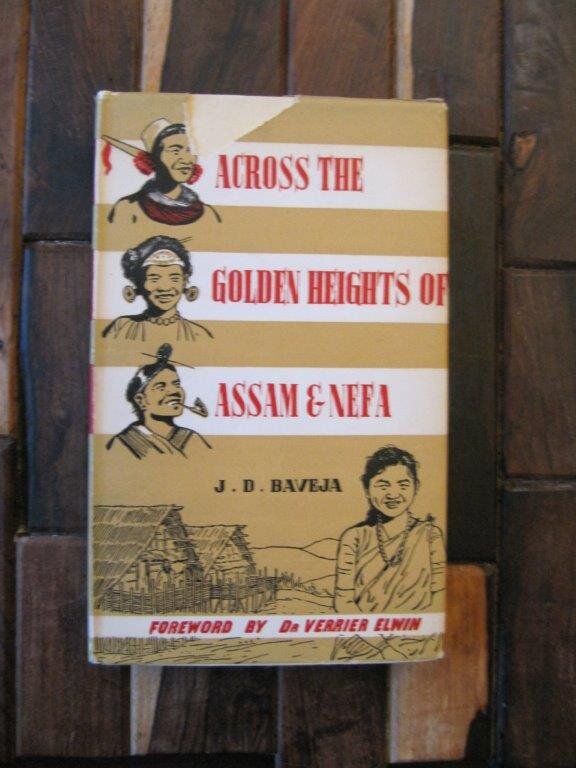 ACROSS THE
GOLDEN HEIGHTS OF
ASSAM & NEFA
J. D. BAVEJA
FOREWORD BY Dr VERRIER ELWIN